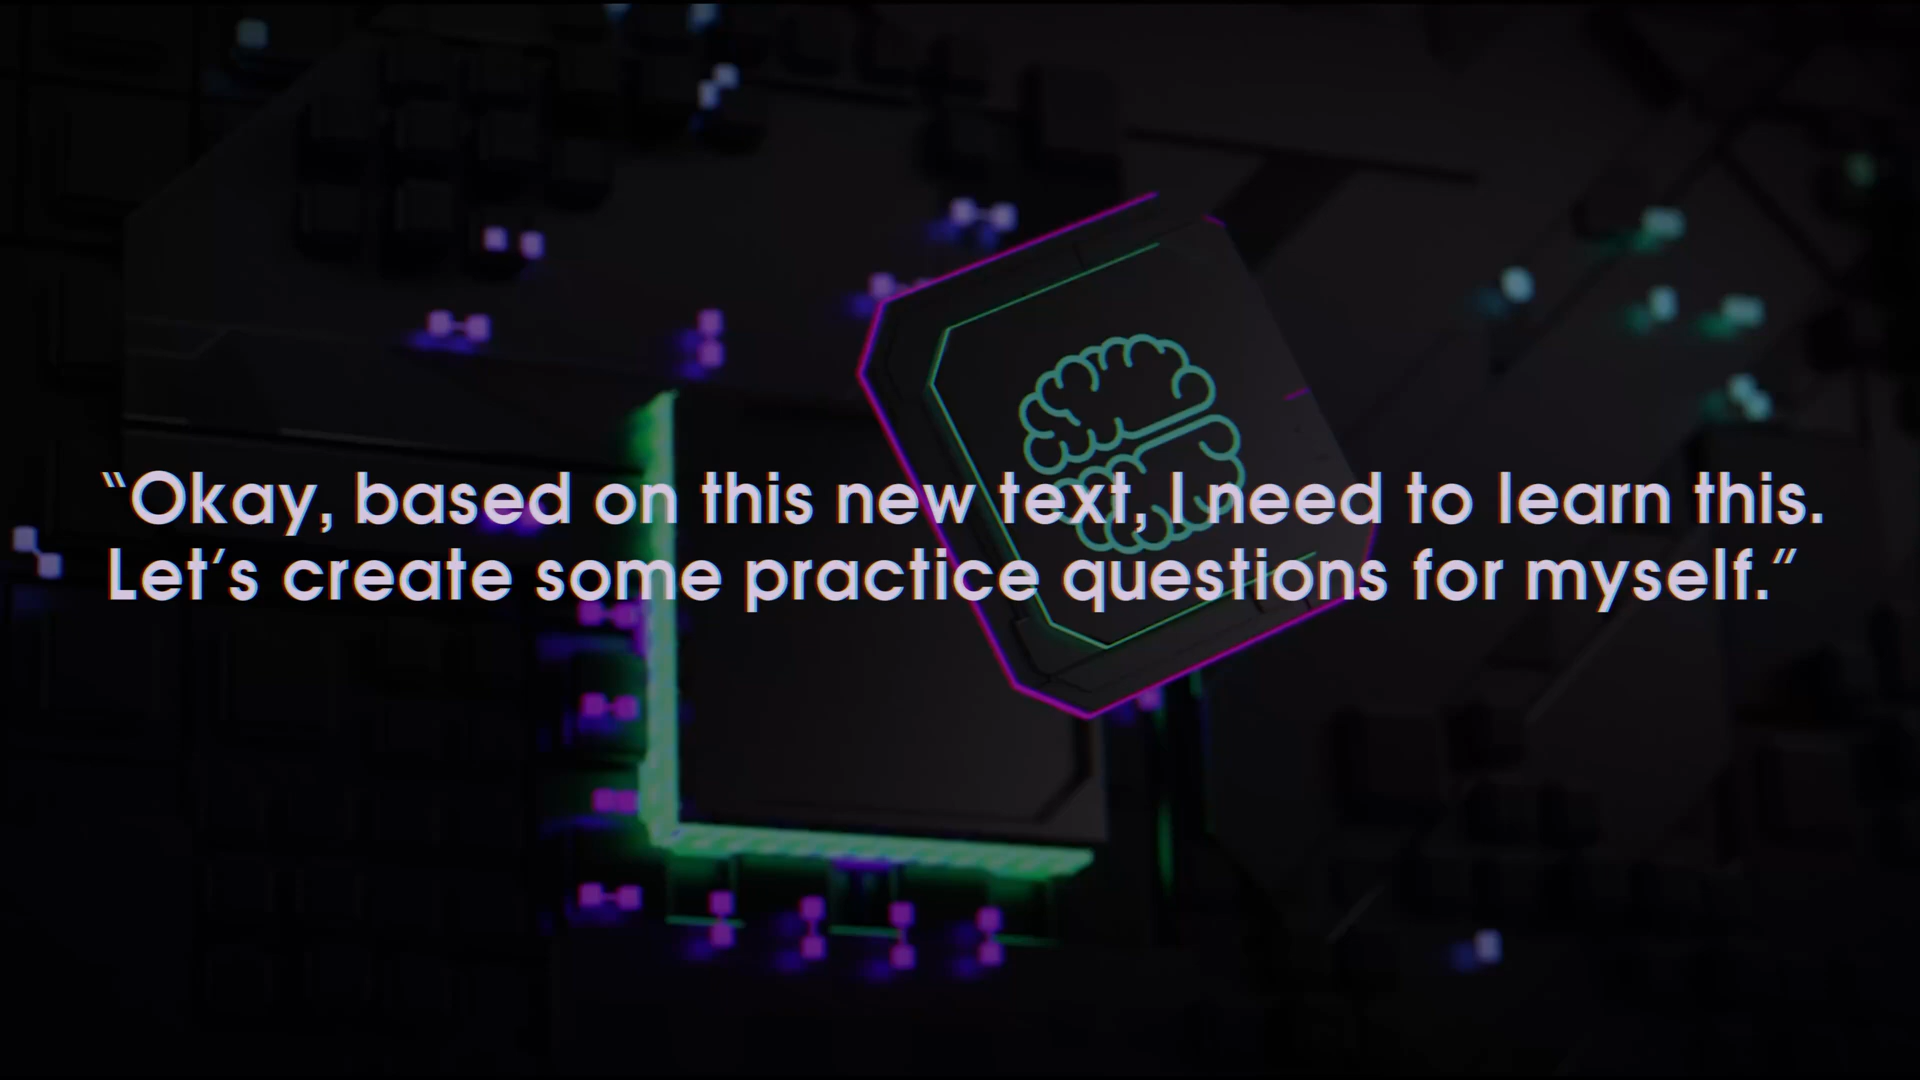 “Okay, based on this new text, I need to learn this.
Let’s create some practice questions for myself.”